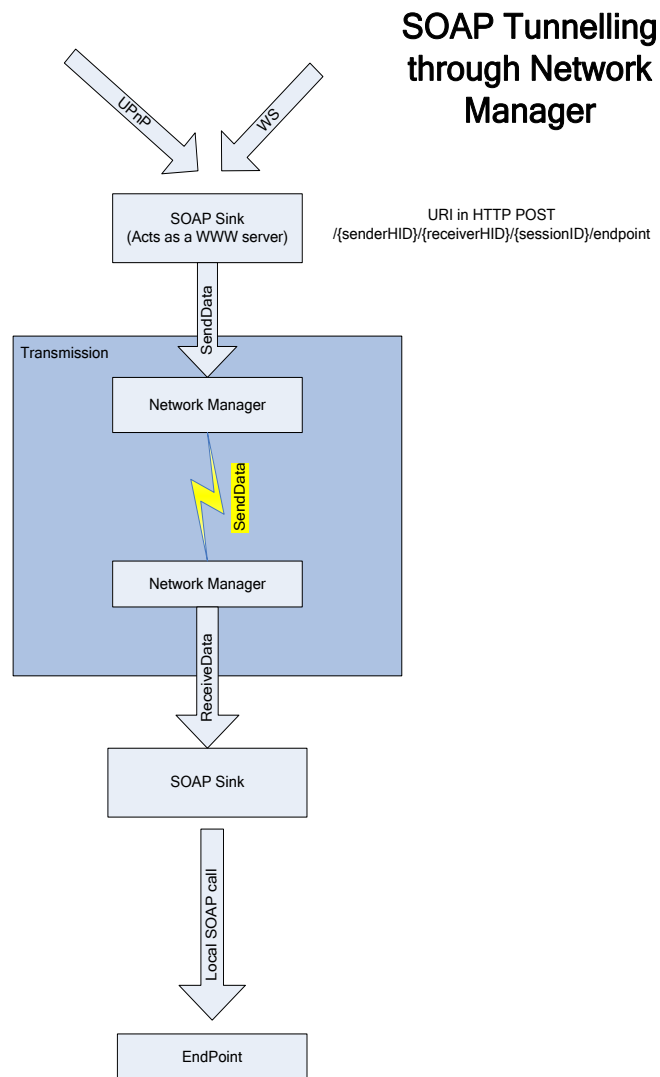 SOAP Tunnelling
through Network
Manager
UPnP
WS
SOAP Sink
(Acts as a WWW server)
URI in HTTP POST
/{senderHID}/{receiverHID}/{sessionID}/endpoint
SendData
Transmission
Network Manager
SendData
Network Manager
ReceiveData
SOAP Sink
Local SOAP call
EndPoint